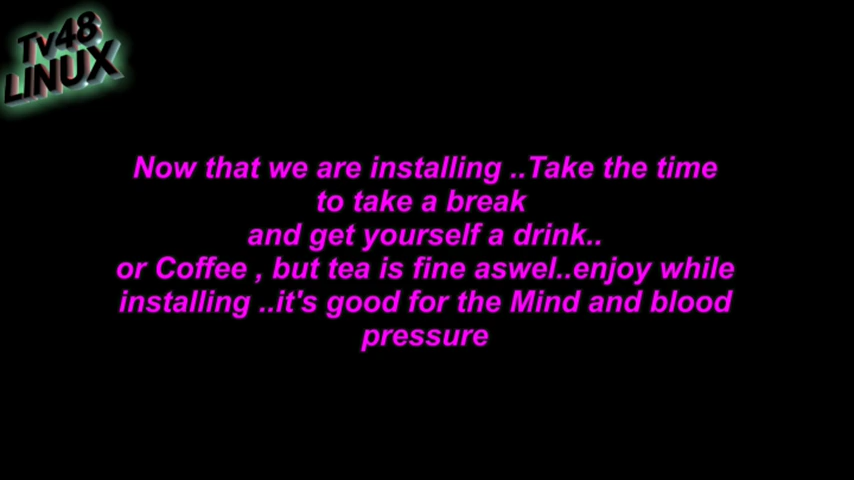 Tv48
LINUX
Now that we are installing ..Take the time
to take a break
and get yourself a drink..
or Coffee , but tea is fine aswel..enjoy while
installing ..it's good for the Mind and blood
pressure